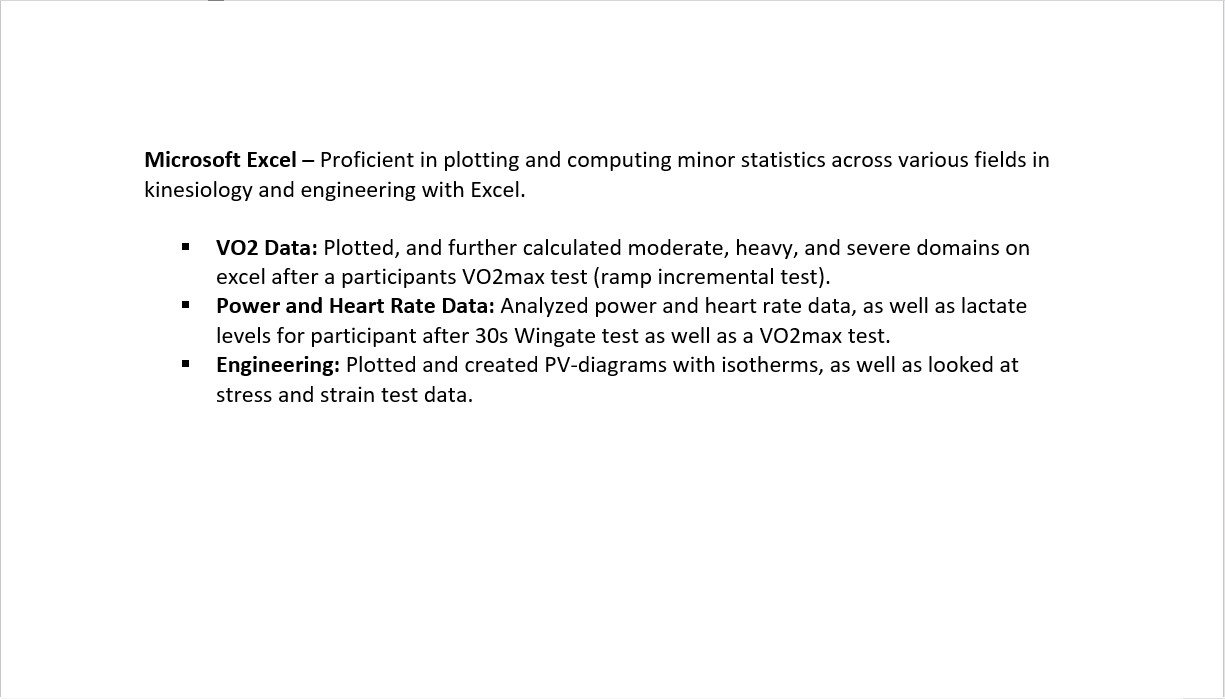 Microsoft Excel – Proficient in plotting and computing minor statistics across various fields in
kinesiology and engineering with Excel.
▪ VO2 Data: Plotted, and further calculated moderate, heavy, and severe domains on
excel after a participants VO2max test (ramp incremental test).
▪ Power and Heart Rate Data: Analyzed power and heart rate data, as well as lactate
levels for participant after 30s Wingate test as well as a VO2max test.
▪ Engineering: Plotted and created PV-diagrams with isotherms, as well as looked at
stress and strain test data.